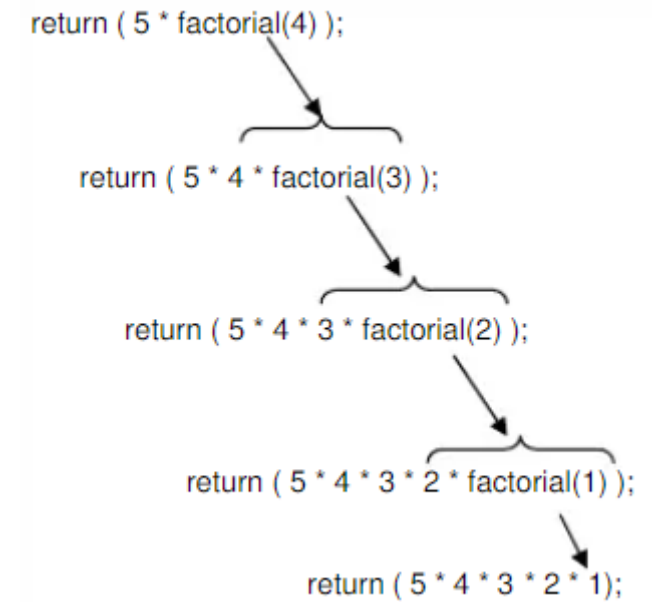 return ( 5 * factorial(4) );
return ( 5 * 4 * factorial(3) );
return ( 5 * 4 * 3 * factorial(2) );
return ( 5 * 4 * 3 * 2 * factorial(1) );
return ( 5 * 4 * 3 * 2 * 1);